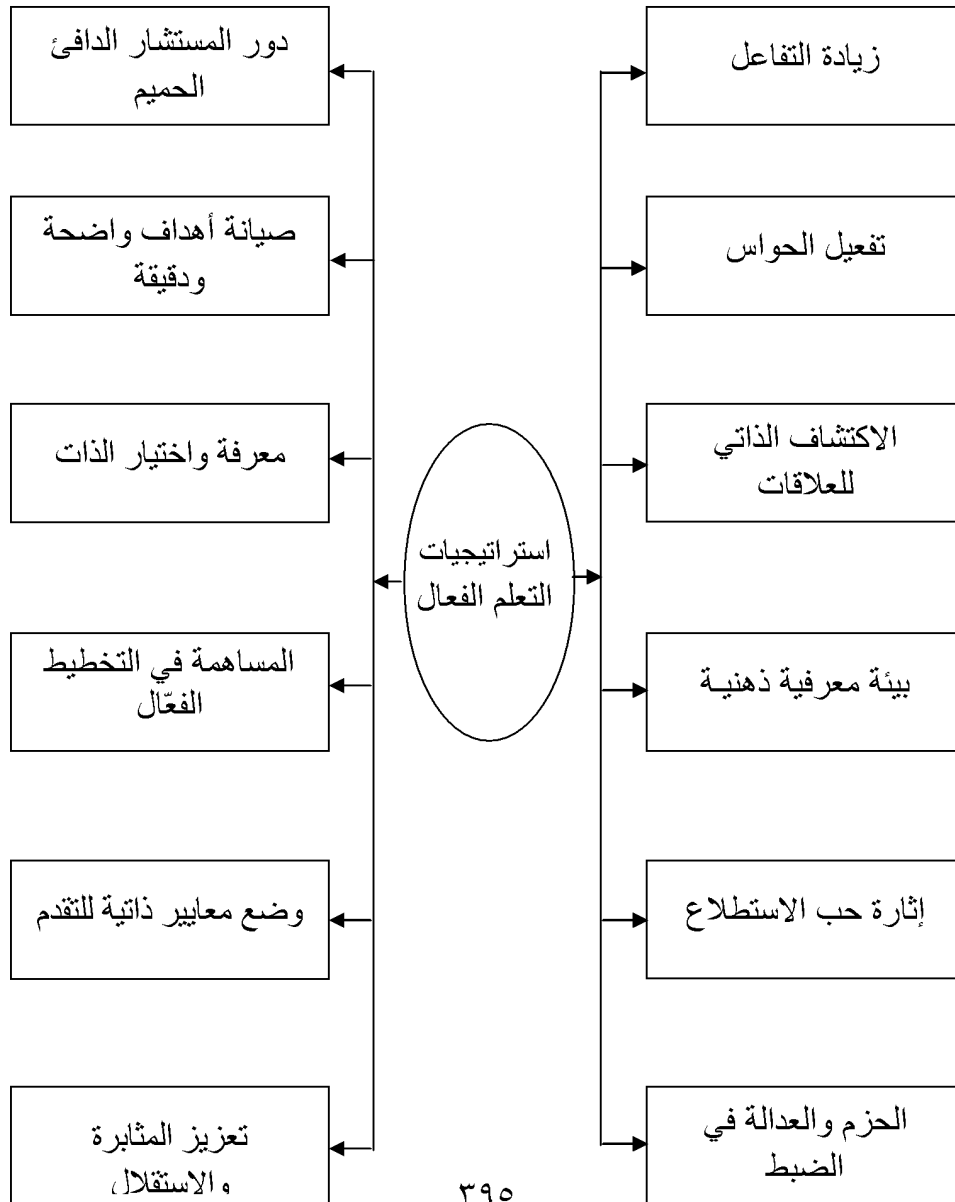 زيادة التفاعل
تفعيل الحواس
الاكتشاف الذاتي
للعلاقات
بيئة معرفية ذهنية
إثارة حب الاستطلاع
الحزم والعدالة في
الضبط
استراتيجيات
التعلم الفعال
دور المستشار الدافئ
الحميم
صيانة أهداف واضحة
ودقيقة
معرفة واختيار الذات
المساهمة في التخطيط
الفعّال
وضع معايير ذاتية للتقدم
تعزيز المثابرة
والاستقلال
٣٩٥